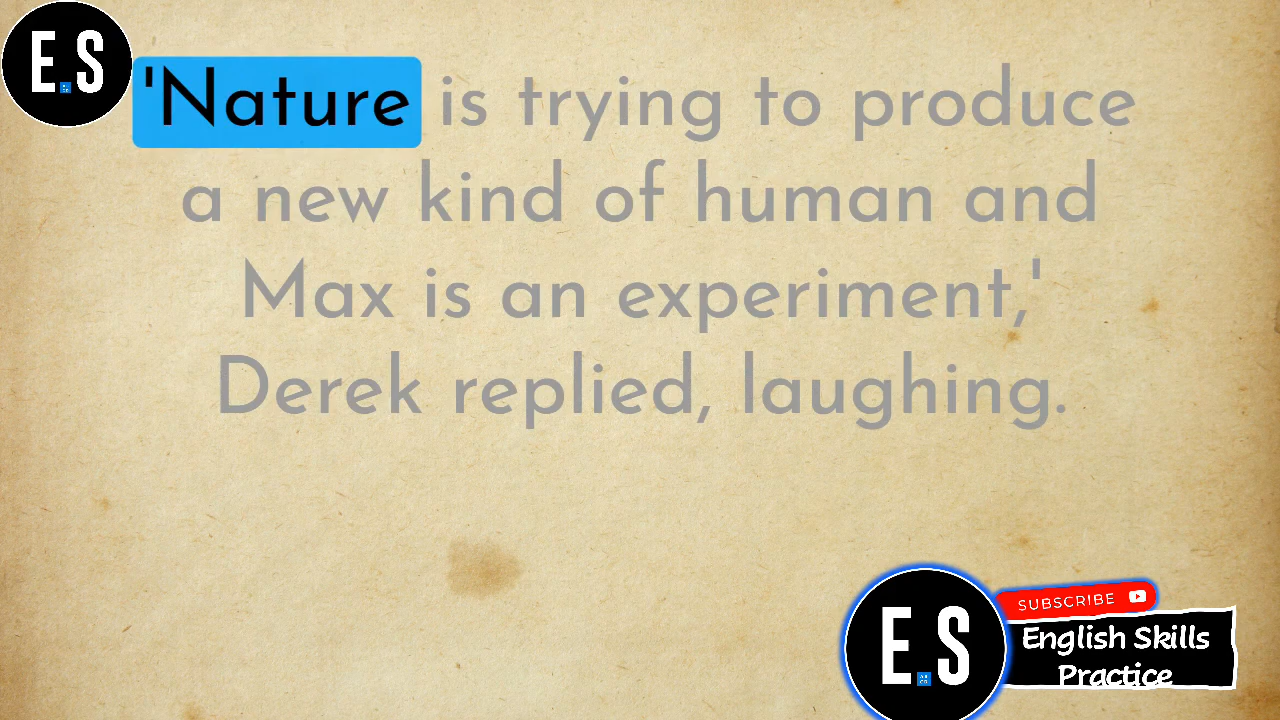 E.S
'Nature is trying to produce
a new kind of human and
Max is an experiment,'
Derek replied, laughing.
SUBSCRIBE
E.S
English Skills
Practice